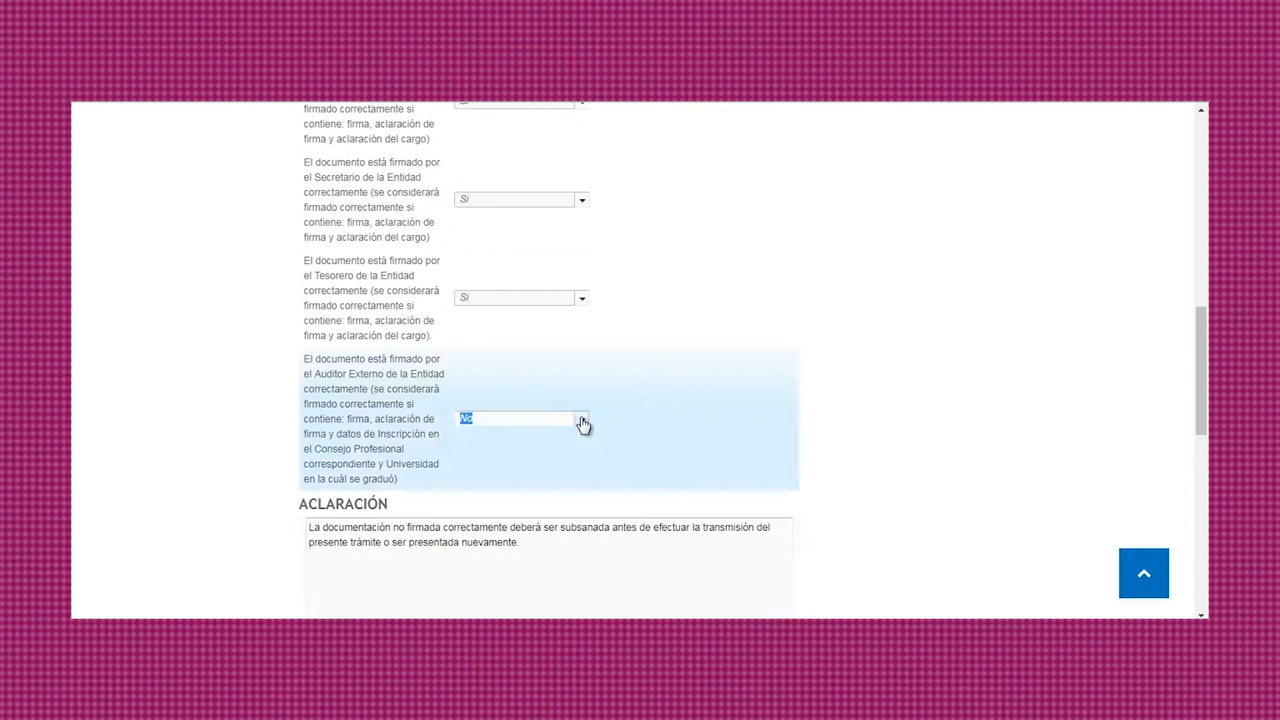 firmado correctamente si
contiene: firma, aclaración de
firma y aclaración del cargo)
El documento está firmado por
el Secretario de la Entidad
correctamente (se considerará
firmado correctamente si
contiene: firma, aclaración de
firma y aclaración del cargo)
Si
El documento está firmado por
el Tesorero de la Entidad
correctamente (se considerará
firmado correctamente si
contiene: firma, aclaración de
firma y aclaración del cargo).
Si
El documento está firmado por
el Auditor Externo de la Entidad
correctamente (se considerará
firmado correctamente si
contiene: firma, aclaración de
firma y datos de Inscripción en
el Consejo Profesional
correspondiente y Universidad
en la cuál se graduó)
No
ACLARACIÓN
La documentación no firmada correctamente deberá ser subsanada antes de efectuar la transmisión del
presente trámite o ser presentada nuevamente.